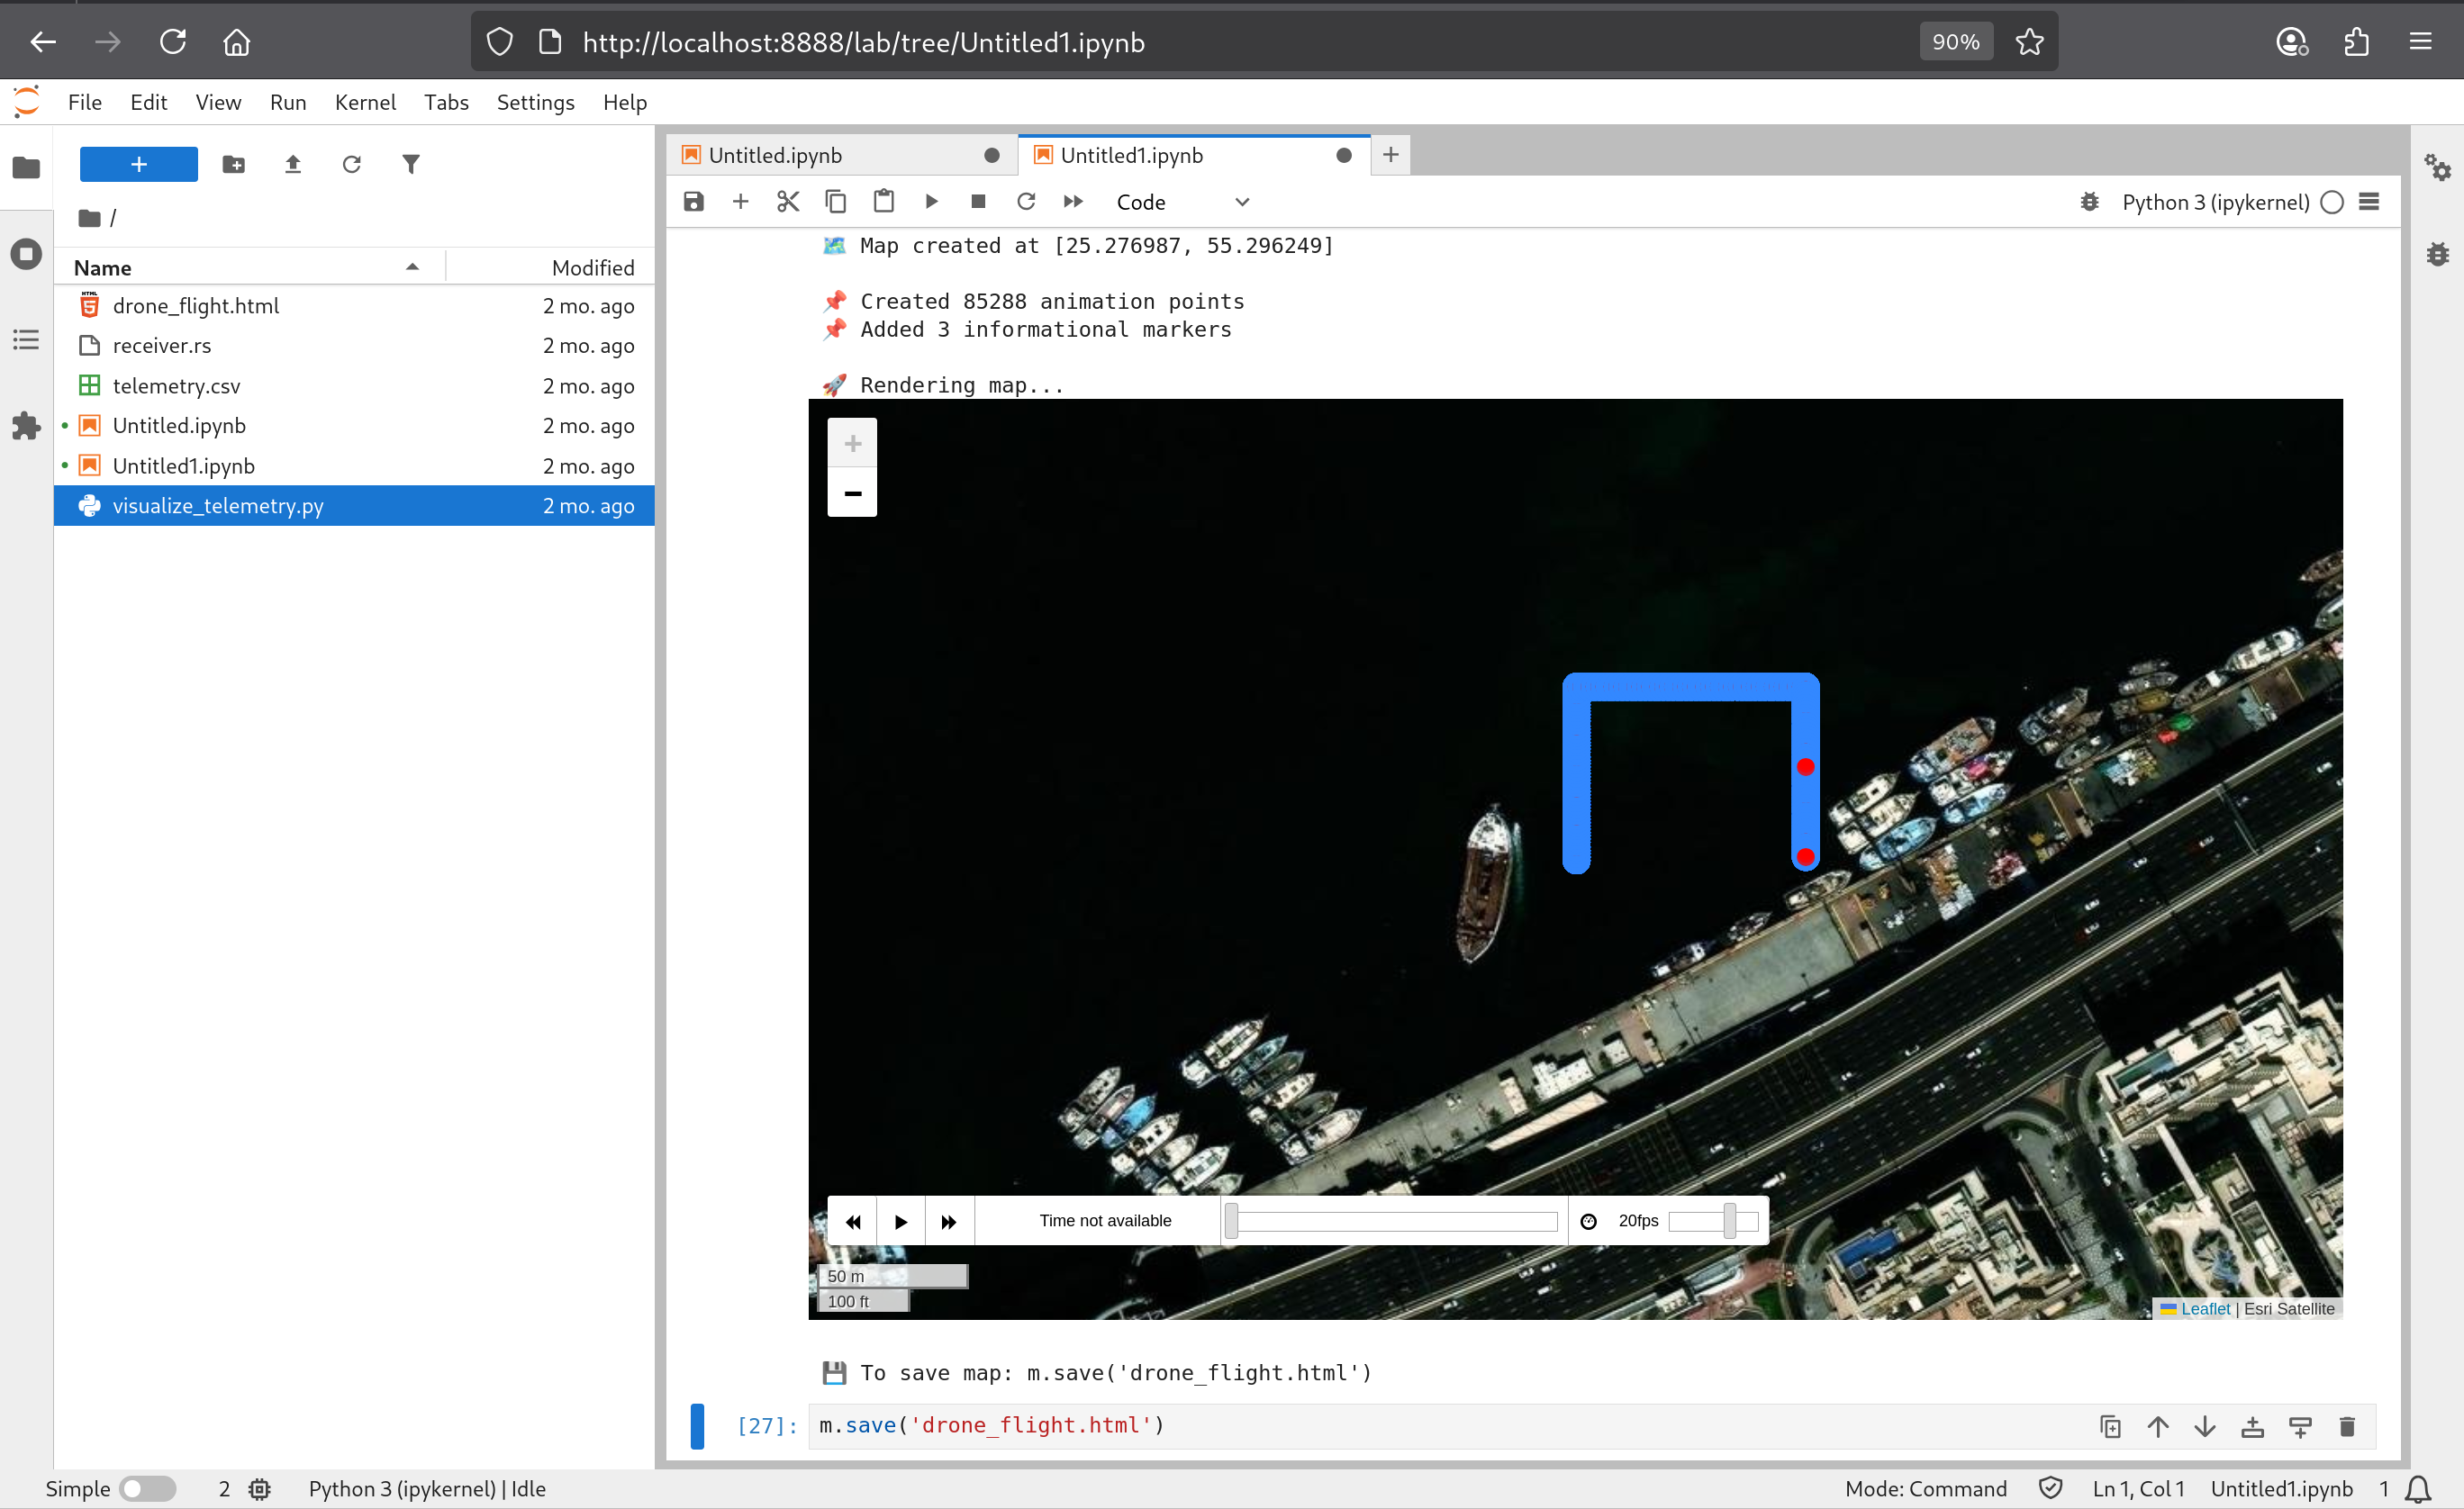 http://localhost:8888/lab/tree/Untitled1.ipynb
90%
File Edit View Run Kernel Tabs Settings Help
/
Name Modified
drone_flight.html 2 mo. ago
receiver.rs 2 mo. ago
telemetry.csv 2 mo. ago
Untitled.ipynb 2 mo. ago
Untitled1.ipynb 2 mo. ago
visualize_telemetry.py 2 mo. ago
Untitled.ipynb Untitled1.ipynb
Code Python 3 (ipykernel)
🗺️ Map created at [25.276987, 55.296249]
📌 Created 85288 animation points
📌 Added 3 informational markers
🚀 Rendering map...
+
−
Time not available 20fps
50 m
100 ft
Leaflet | Esri Satellite
💾 To save map: m.save('drone_flight.html')
[27]: m.save('drone_flight.html')
Simple 2 Python 3 (ipykernel) | Idle Mode: Command Ln 1, Col 1 Untitled1.ipynb 1